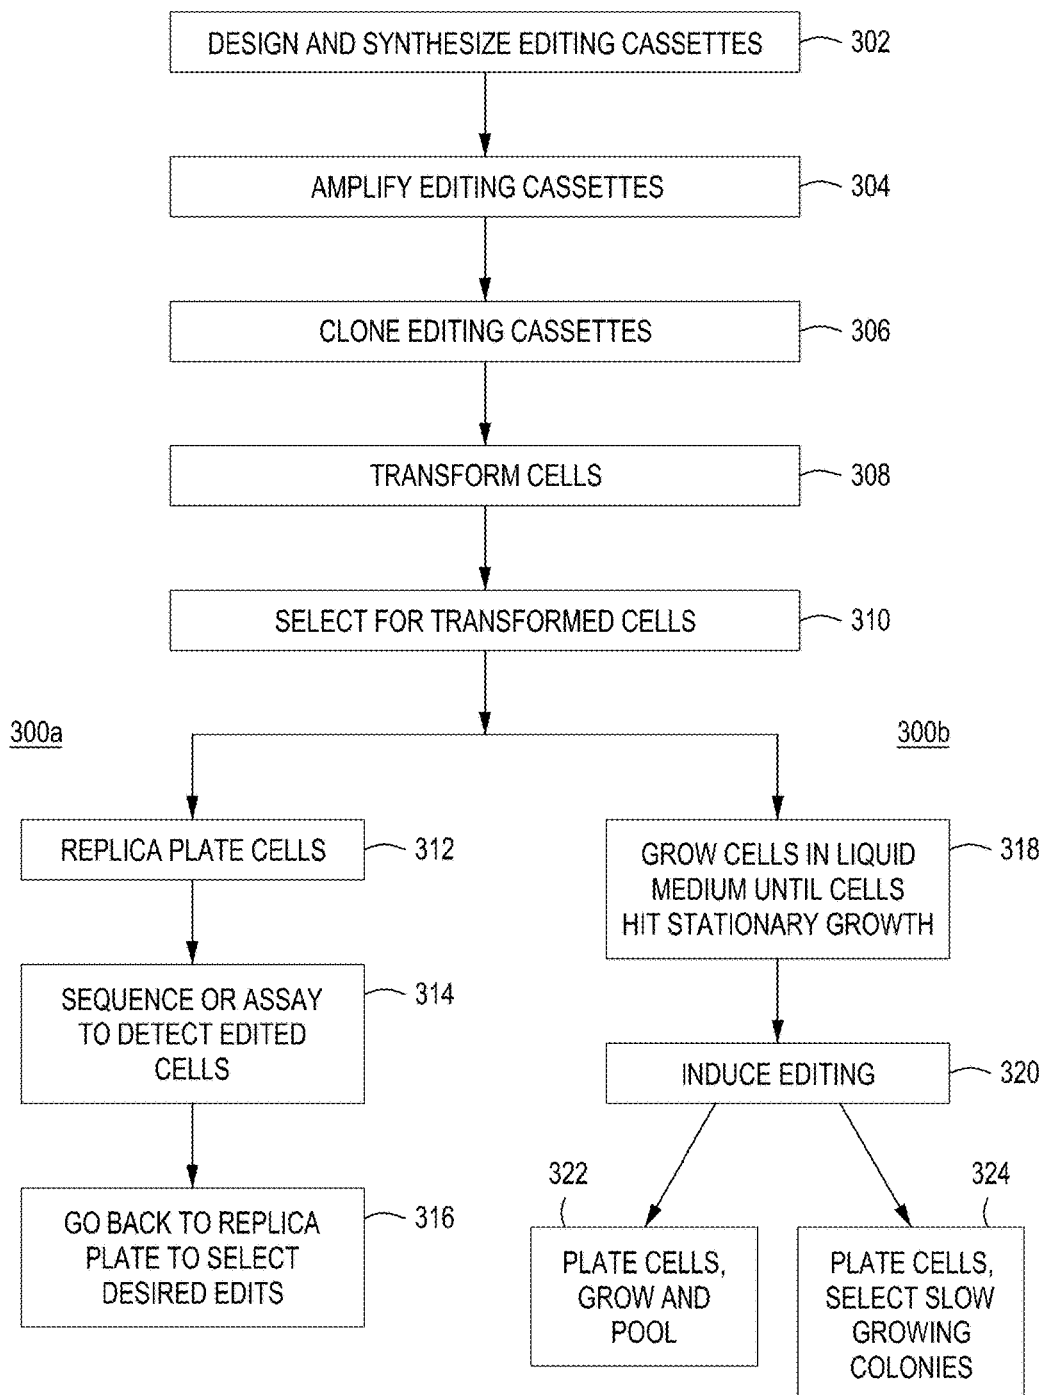 DESIGN AND SYNTHESIZE EDITING CASSETTES 302
AMPLIFY EDITING CASSETTES 304
CLONE EDITING CASSETTES 306
TRANSFORM CELLS 308
SELECT FOR TRANSFORMED CELLS 310
300a
REPLICA PLATE CELLS 312
SEQUENCE OR ASSAY 314
TO DETECT EDITED
CELLS
GO BACK TO REPLICA 316
PLATE TO SELECT
DESIRED EDITS
300b
GROW CELLS IN LIQUID 318
MEDIUM UNTIL CELLS
HIT STATIONARY GROWTH
INDUCE EDITING 320
322
PLATE CELLS,
GROW AND
POOL
324
PLATE CELLS,
SELECT SLOW
GROWING
COLONIES